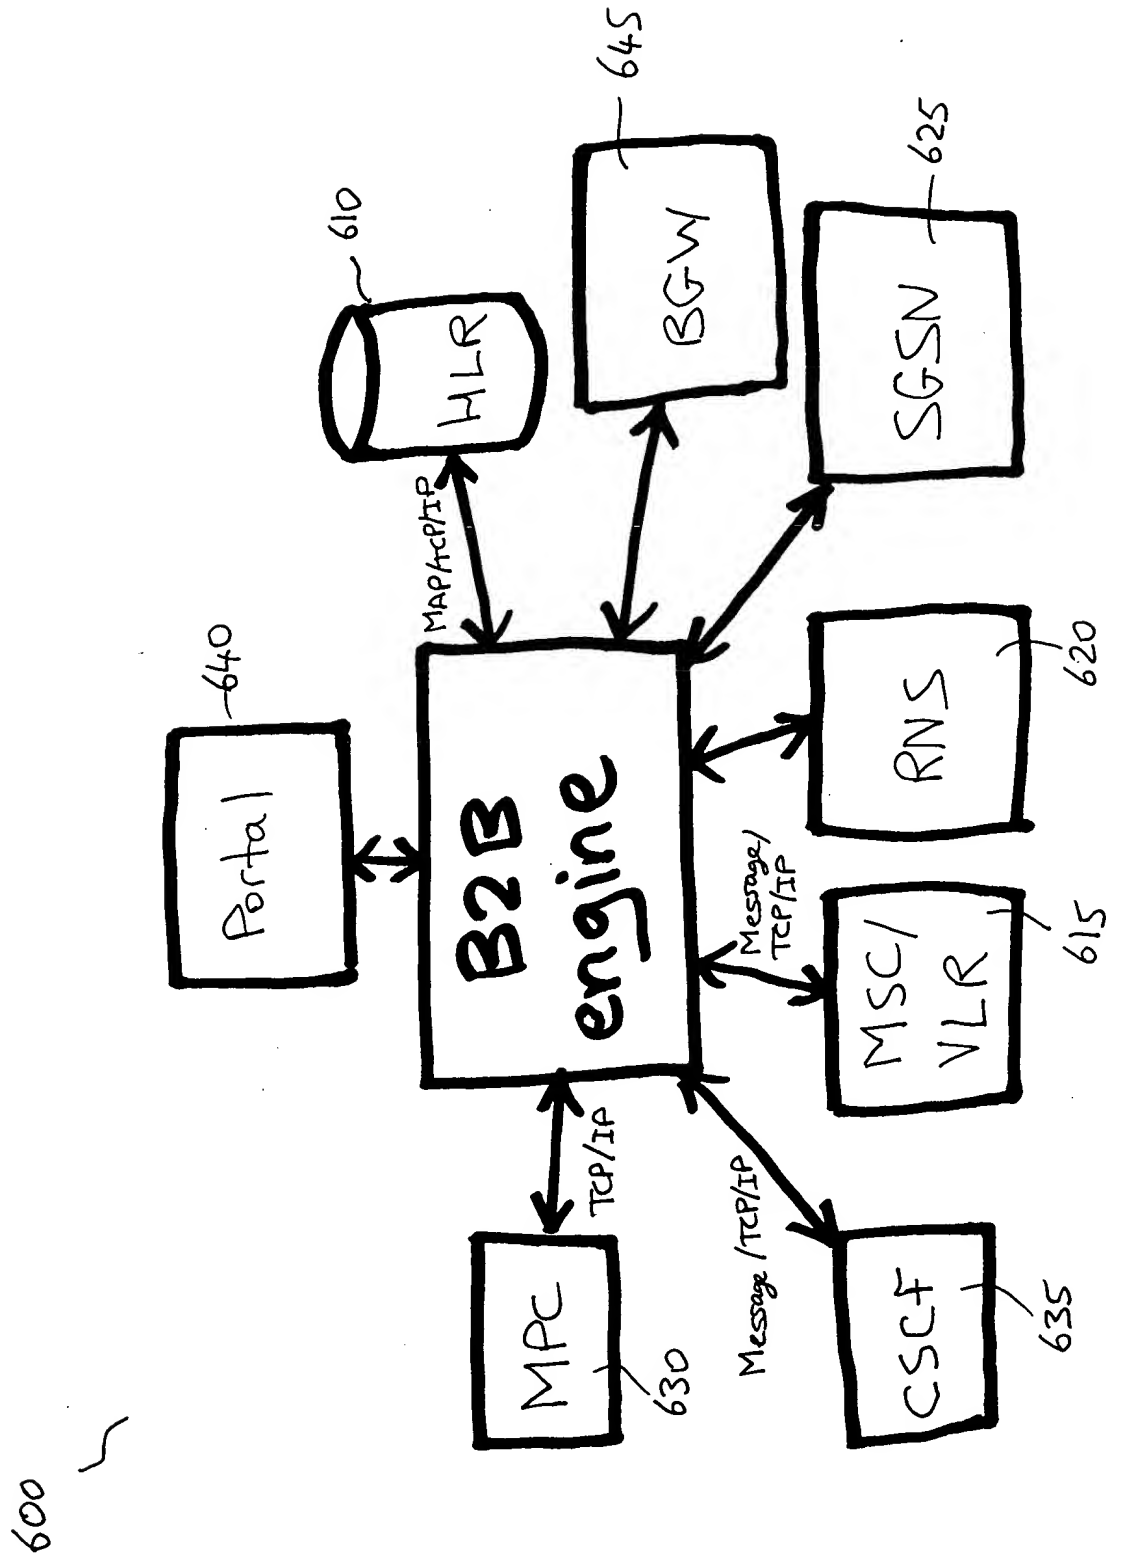 600
Portal
640
610
MAP/TCP/IP
HLR
B2B
engine
MPC
630
TCP/IP
645
BGW
Message/TCP/IP
Message/
TCP/IP
CSCF
635
MSC/
VLR
615
RNS
620
SGSN
625